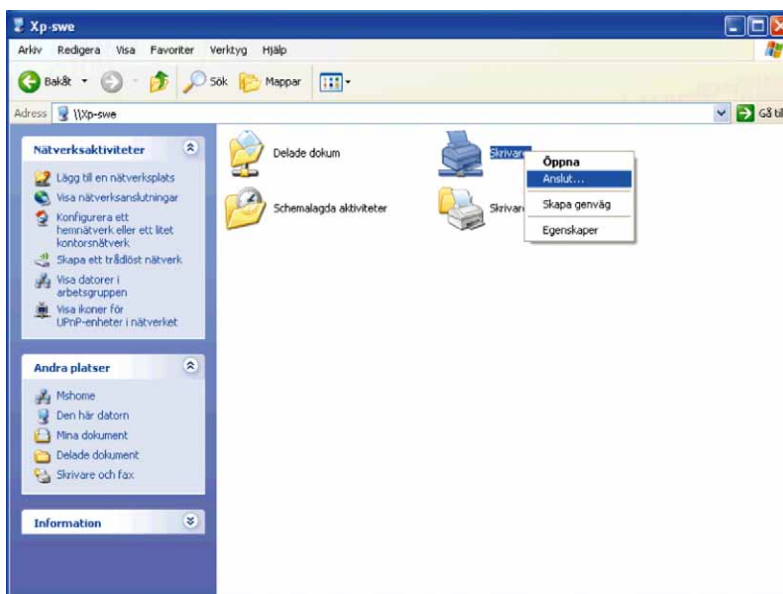 Xp-swe
Arkiv Redigera Visa Favoriter Verktyg Hjälp
Bakåt Sök Mappar
Adress \\Xp-swe Gå til
Nätverksaktiviteter
Lägg till en nätverksplats
Visa nätverksanslutningar
Konfigurera ett
hemnätverk eller ett litet
kontorsnätverk
Skapa ett trådlöst nätverk
Visa datorer i
arbetsgruppen
Visa ikoner för
UPnP-enheter i nätverket
Andra platser
Mshome
Den här datorn
Mina dokument
Delade dokument
Skrivare och fax
Information
Delade dokum
Skrivare
Schemalagda aktiviteter
Skrivare
Öppna
Anslut...
Skapa genväg
Egenskaper